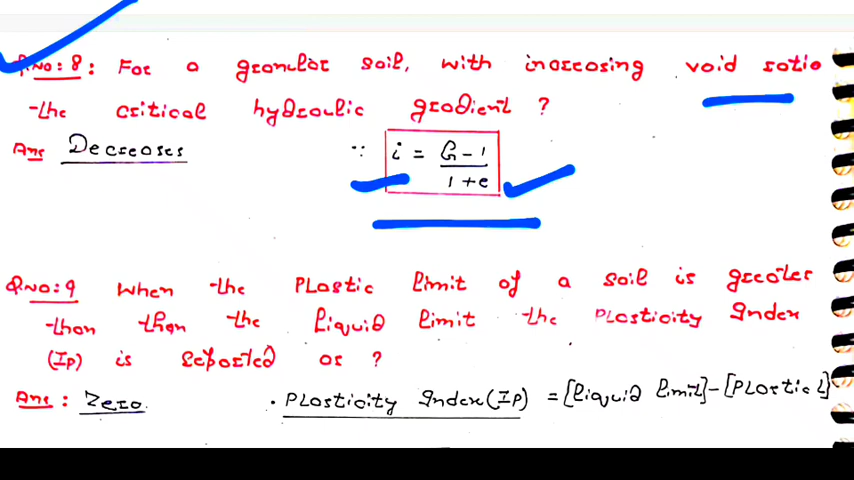 Q No: 8 : For a granular soil, with increasing void ratio
the critical hydraulic gradient ?
Ans Decreases ∵ i = G-1 / 1+e
Q No: 9 When the Plastic limit of a soil is greater
than than the liquid limit the Plasticity Index
(Ip) is reported as ?
Ans : Zero. . Plasticity Index (Ip) = [liquid limit] - [Plastic L]